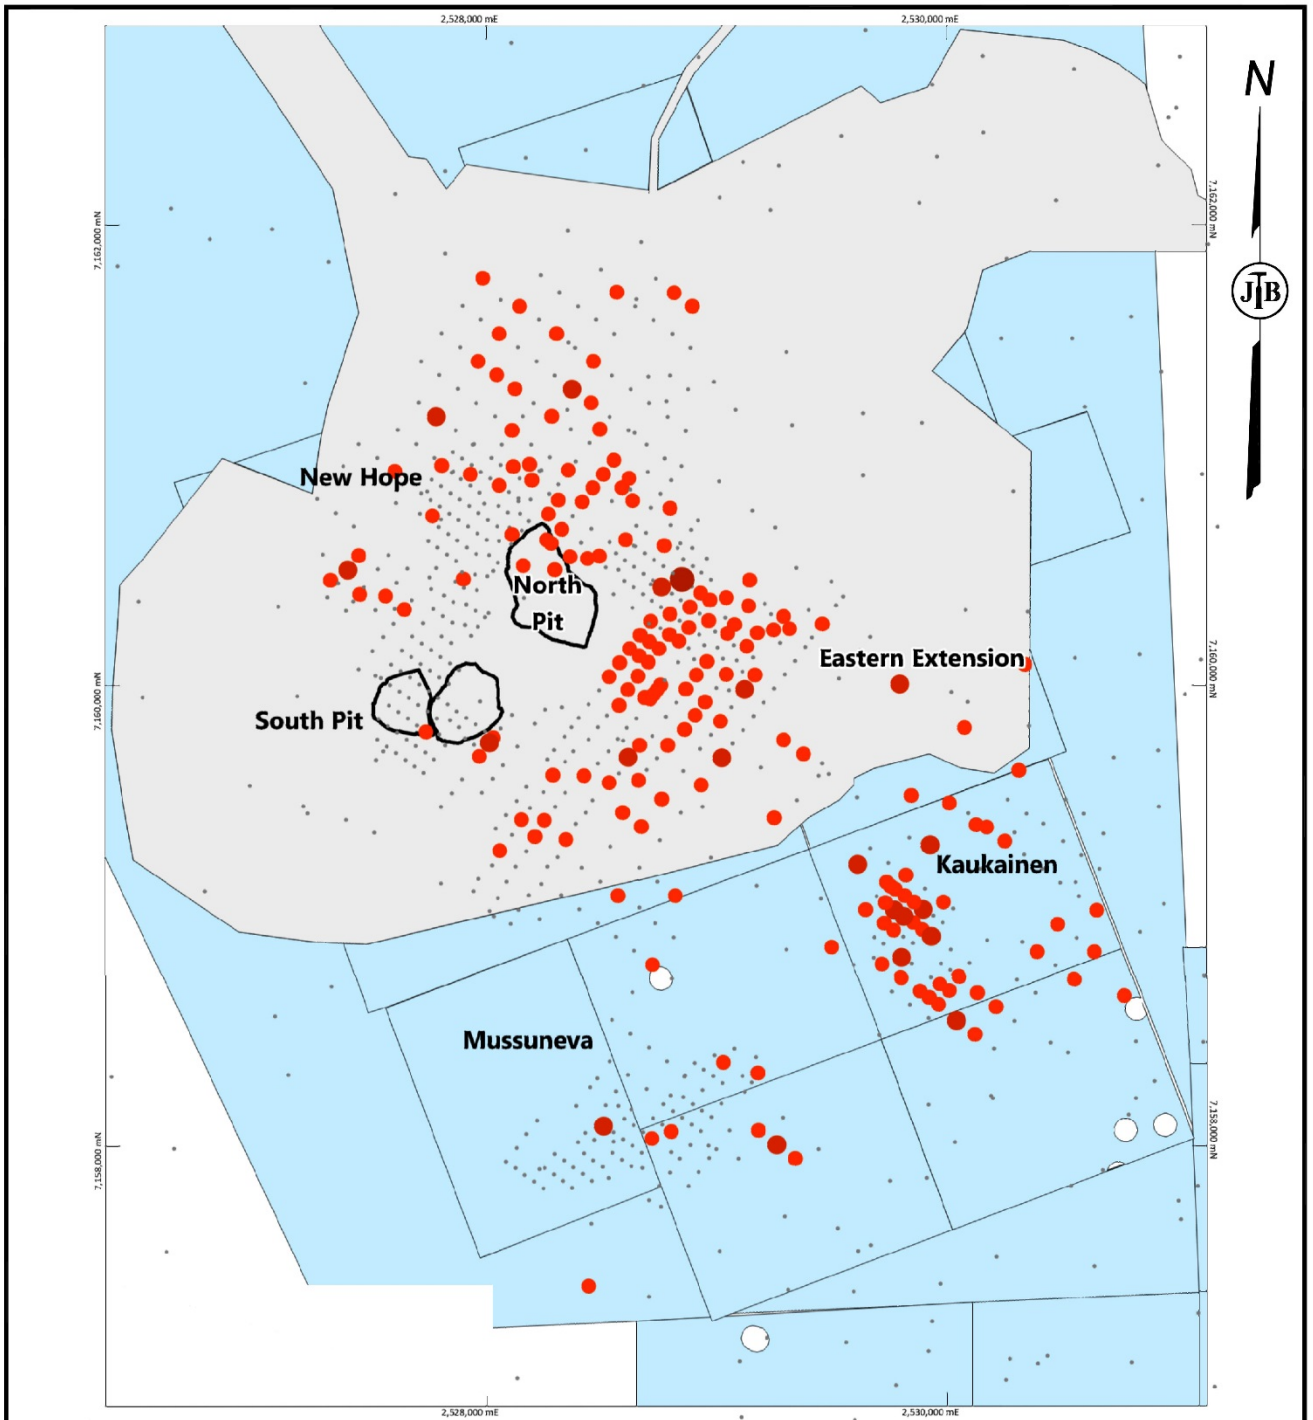 2,528,000 mE
2,530,000 mE
N
7,162,000 mN
7,162,000 mN
JTB
New Hope
North
Pit
Eastern Extension
7,160,000 mN
7,160,000 mN
South Pit
Kaukainen
Mussuneva
7,158,000 mN
7,158,000 mN
2,528,000 mE
2,530,000 mE